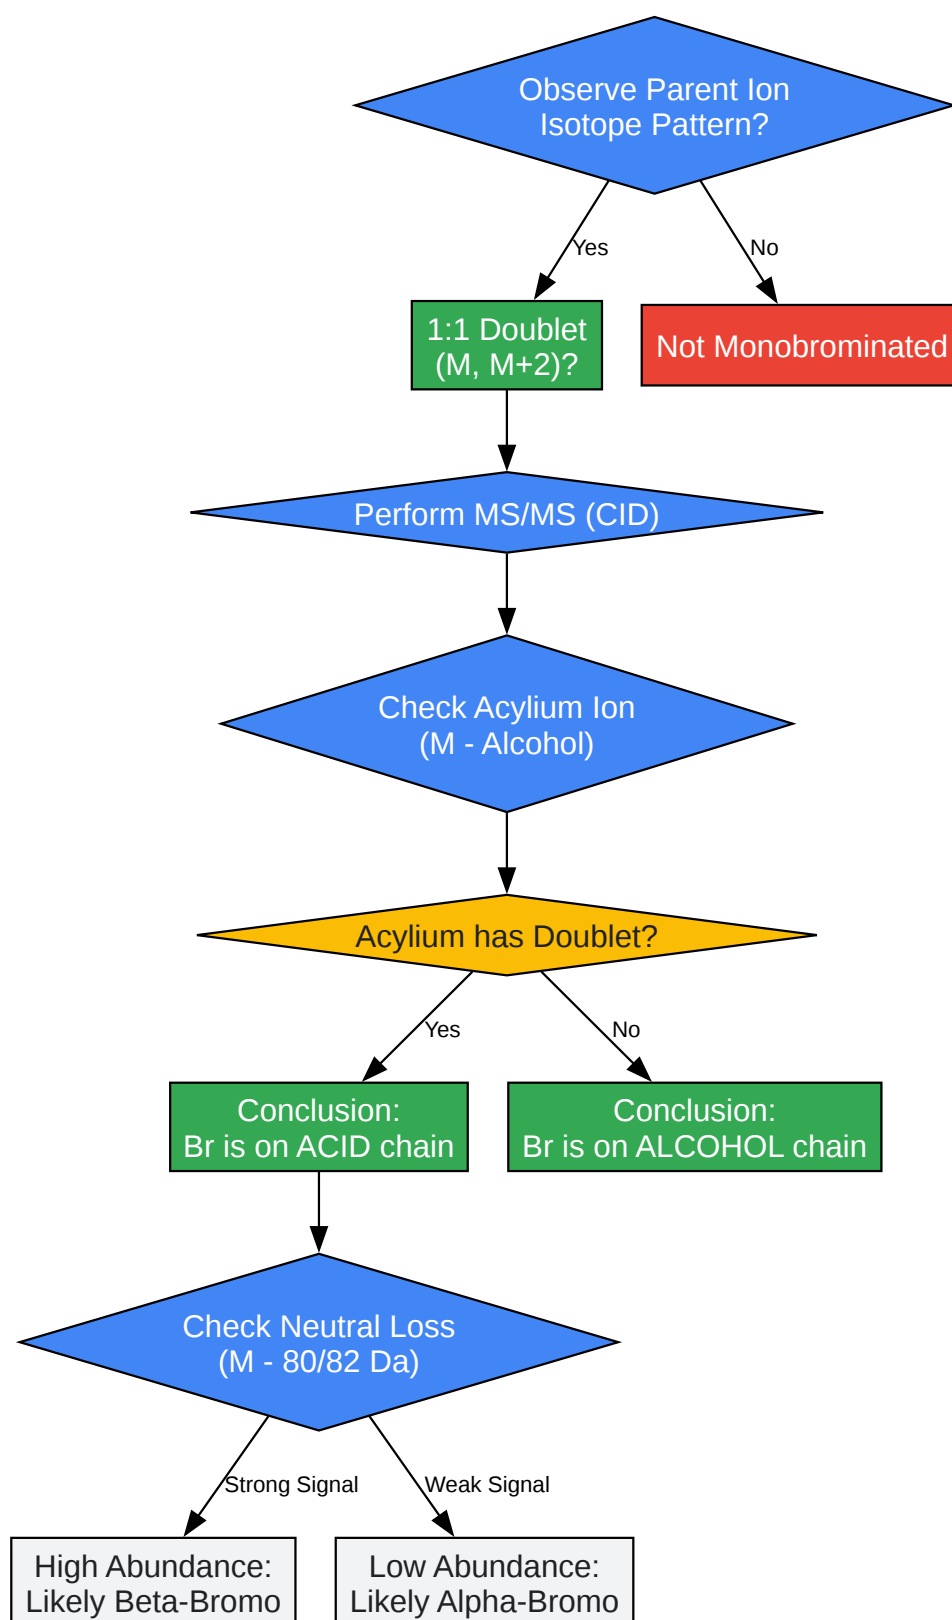 Observe Parent Ion
Isotope Pattern?
Yes
No
1:1 Doublet
(M, M+2)?
Not Monobrominated
Perform MS/MS (CID)
Check Acylium Ion
(M - Alcohol)
Acylium has Doublet?
Yes
No
Conclusion:
Br is on ACID chain
Conclusion:
Br is on ALCOHOL chain
Check Neutral Loss
(M - 80/82 Da)
Strong Signal
Weak Signal
High Abundance:
Likely Beta-Bromo
Low Abundance:
Likely Alpha-Bromo